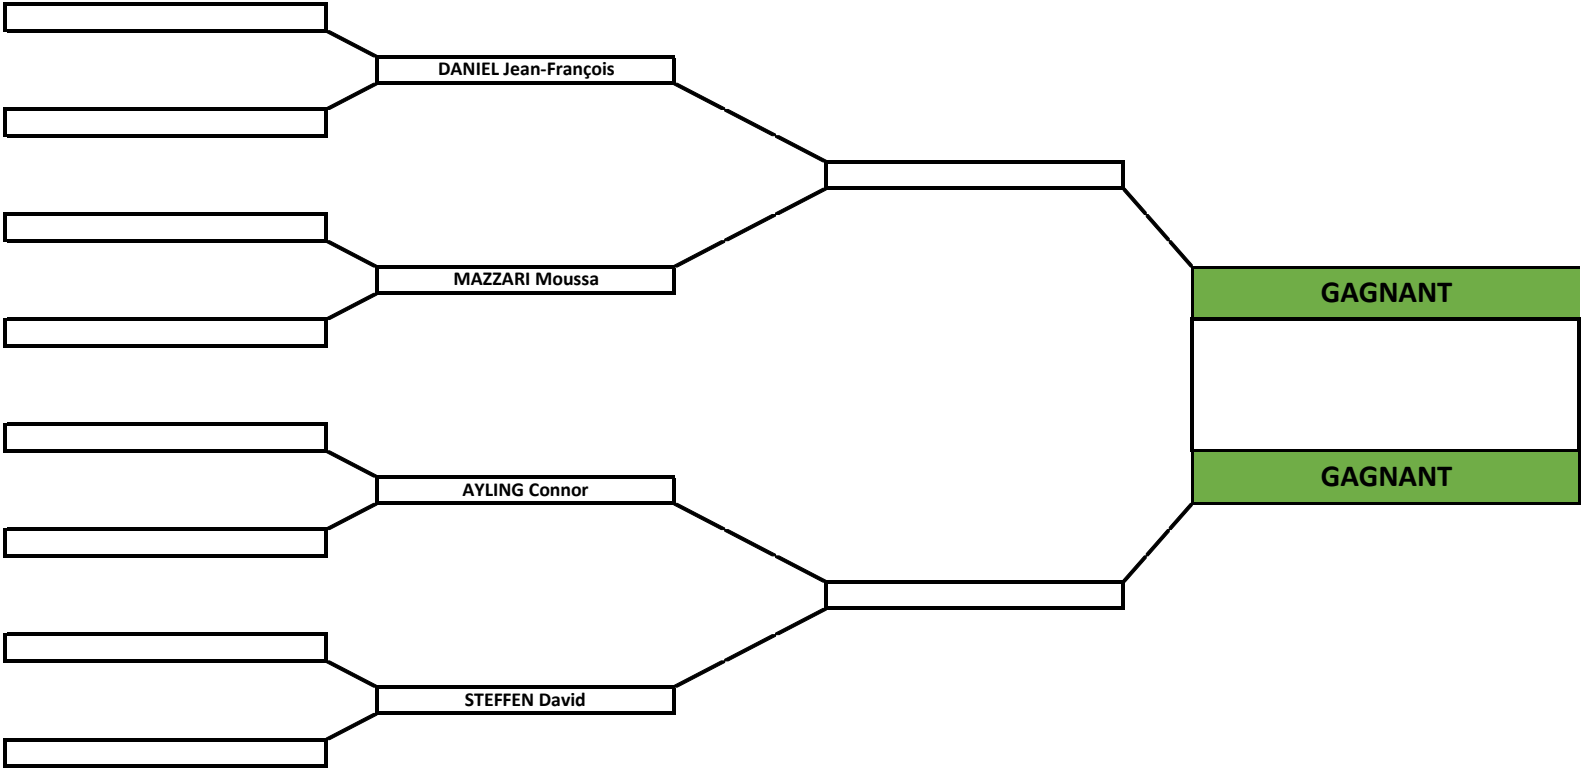 DANIEL Jean-François
MAZZARI Moussa
GAGNANT
GAGNANT
AYLING Connor
STEFFEN David